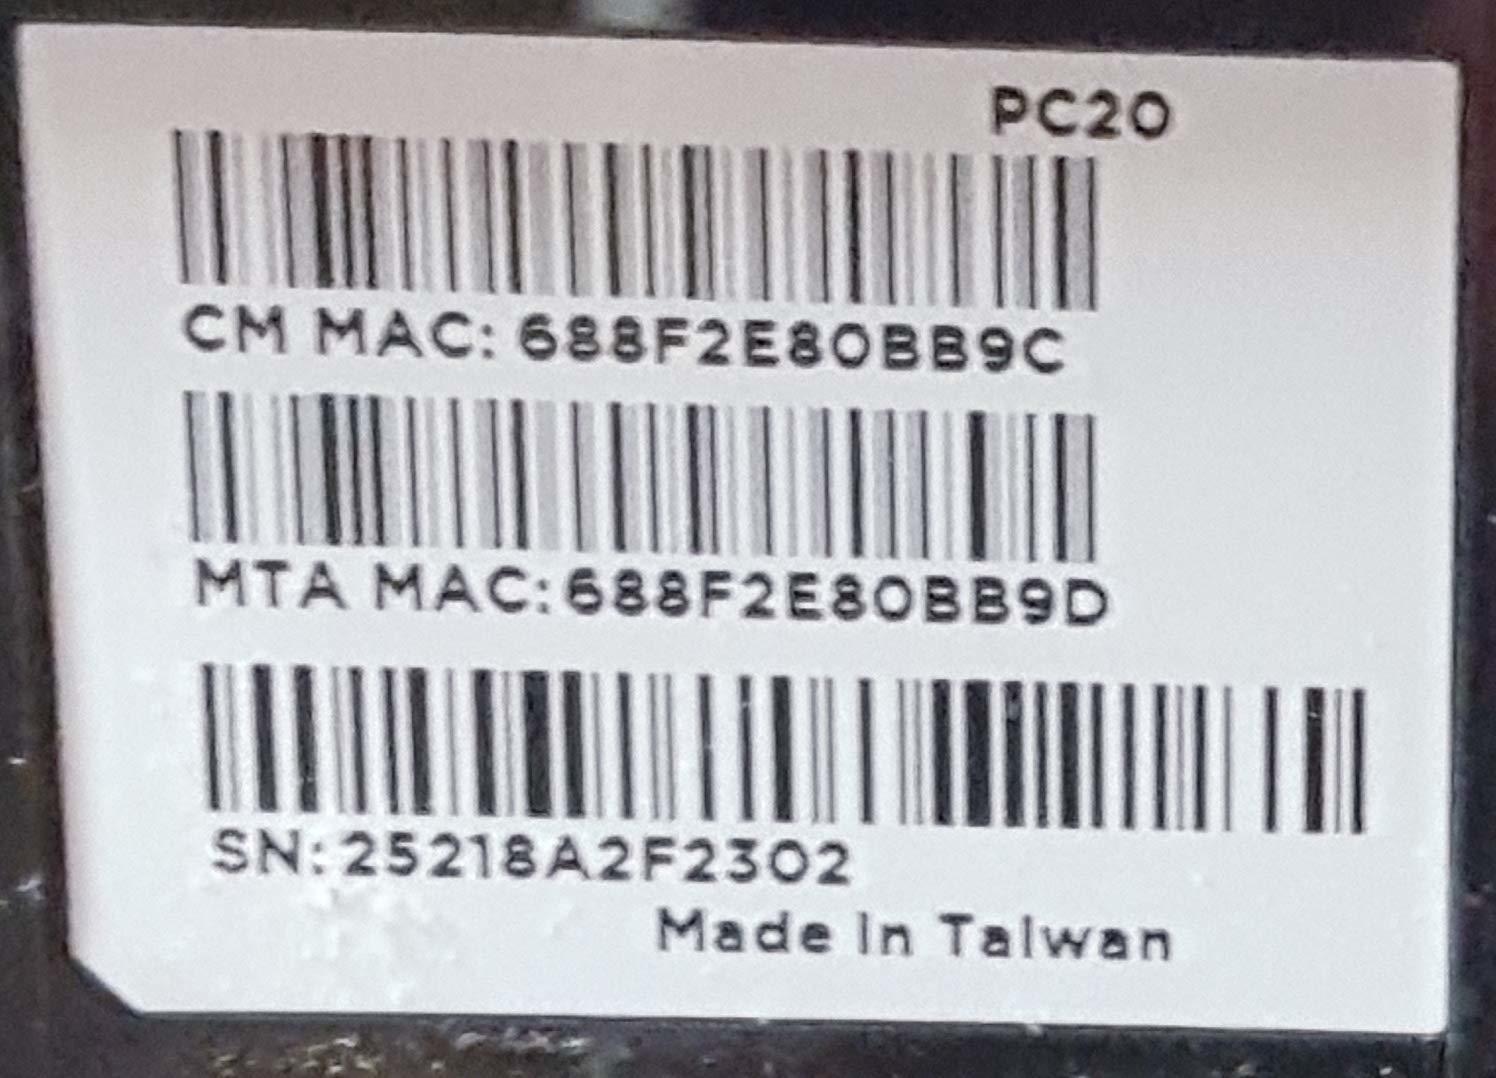 PC20
CM MAC: 688F2E80BB9C
MTA MAC:688F2E80BB9D
SN:25218A2F2302
Made in Taiwan